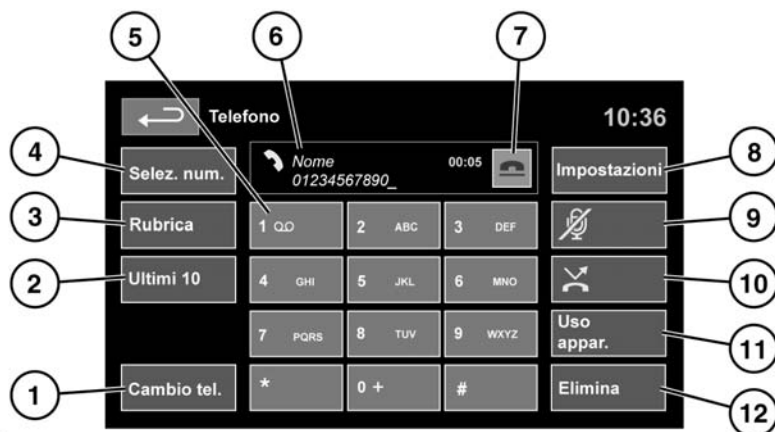 5 6 7
Telefono 10:36
4 Selez. num. Nome 00:05 Impostazioni 8
01234567890_
3 Rubrica 1 2 ABC 3 DEF 9
2 Ultimi 10 4 GHI 5 JKL 6 MNO 10
7 PQRS 8 TUV 9 WXYZ Uso
appar. 11
1 Cambio tel. * 0 + # Elimina 12